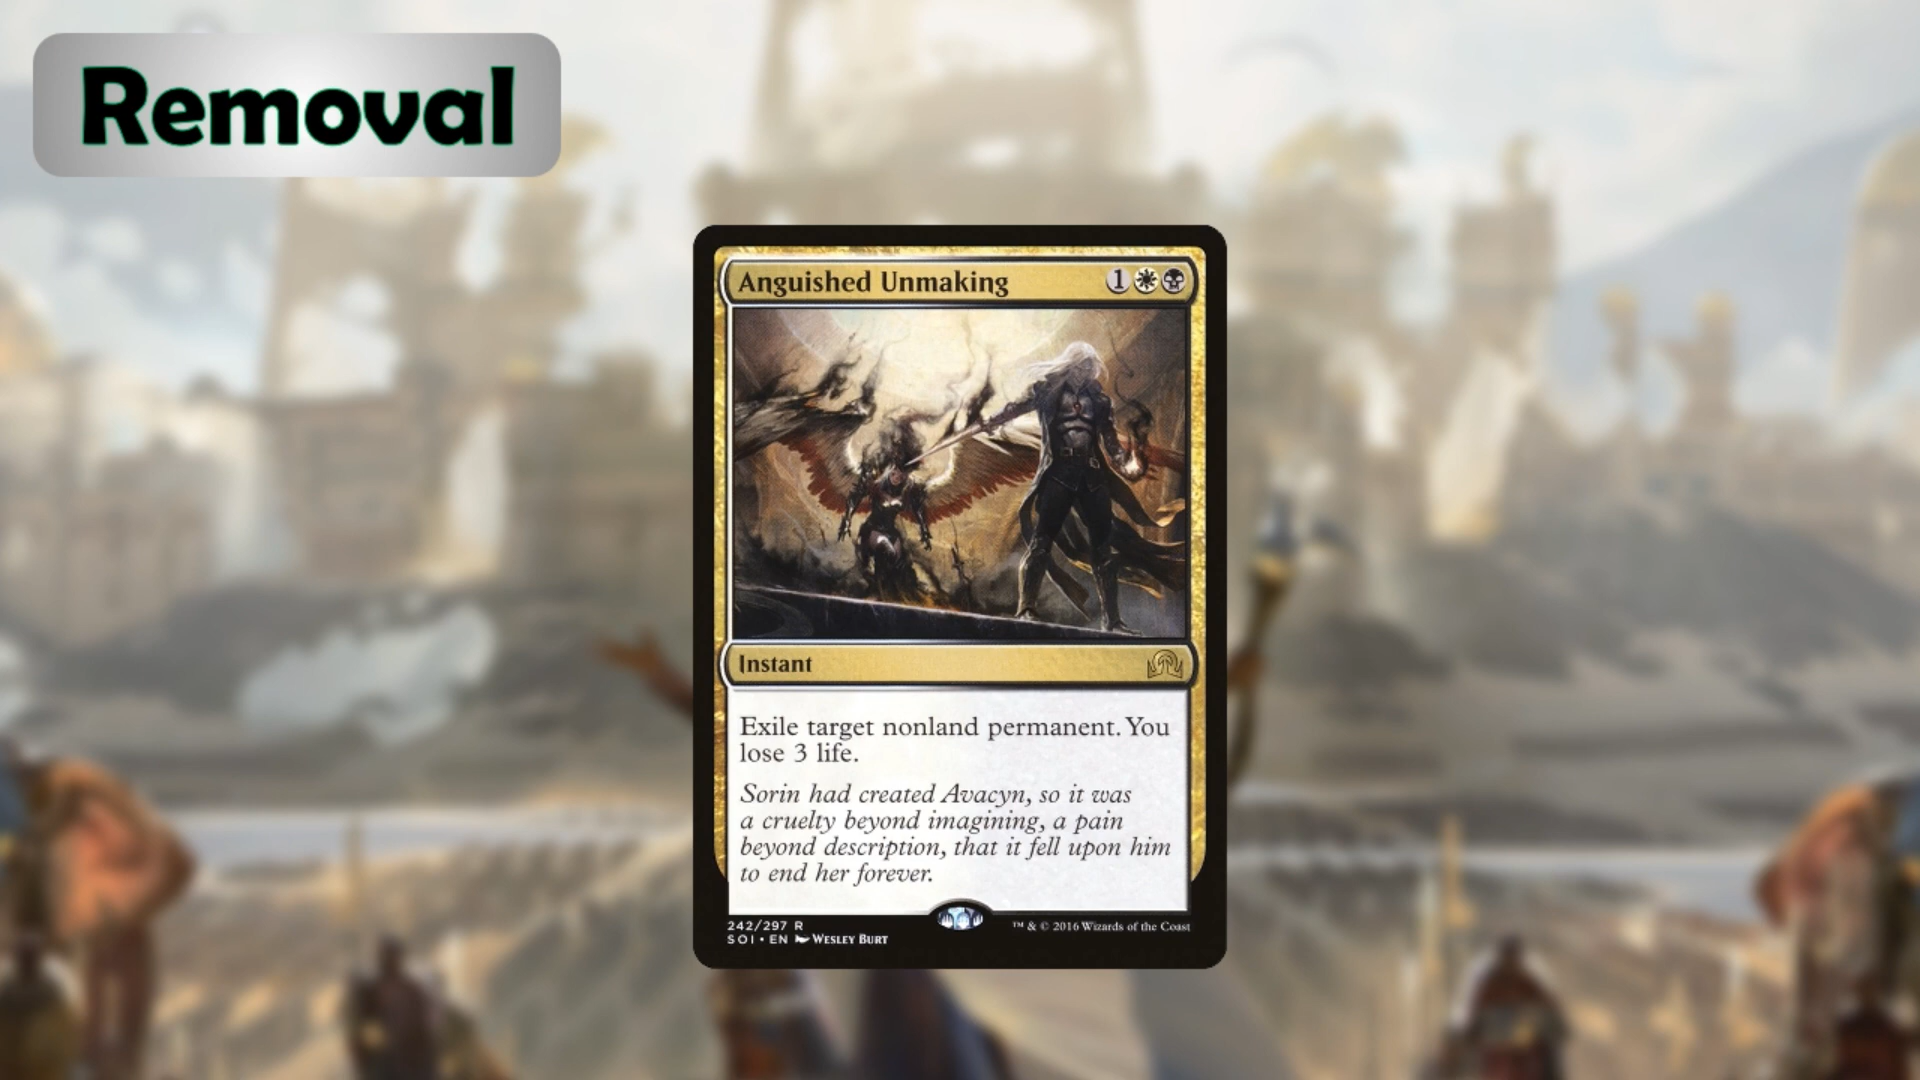 Removal
Anguished Unmaking 1
Instant
Exile target nonland permanent. You
lose 3 life.
Sorin had created Avacyn, so it was
a cruelty beyond imagining, a pain
beyond description, that it fell upon him
to end her forever.
242/297 R
SOI • EN Wesley Burt
™ & © 2016 Wizards of the Coast